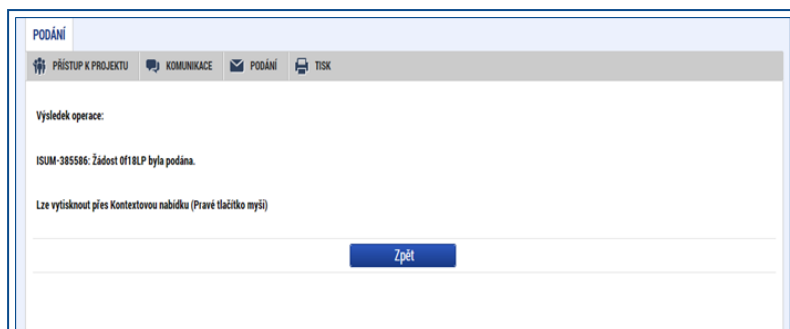 PODÁNÍ
PŘÍSTUP K PROJEKTU KOMUNIKACE PODÁNÍ TISK
Výsledek operace:
ISUM-385586: Žádost 0f18LP byla podána.
Lze vytisknout přes Kontextovou nabídku (Pravé tlačítko myši)
Zpět